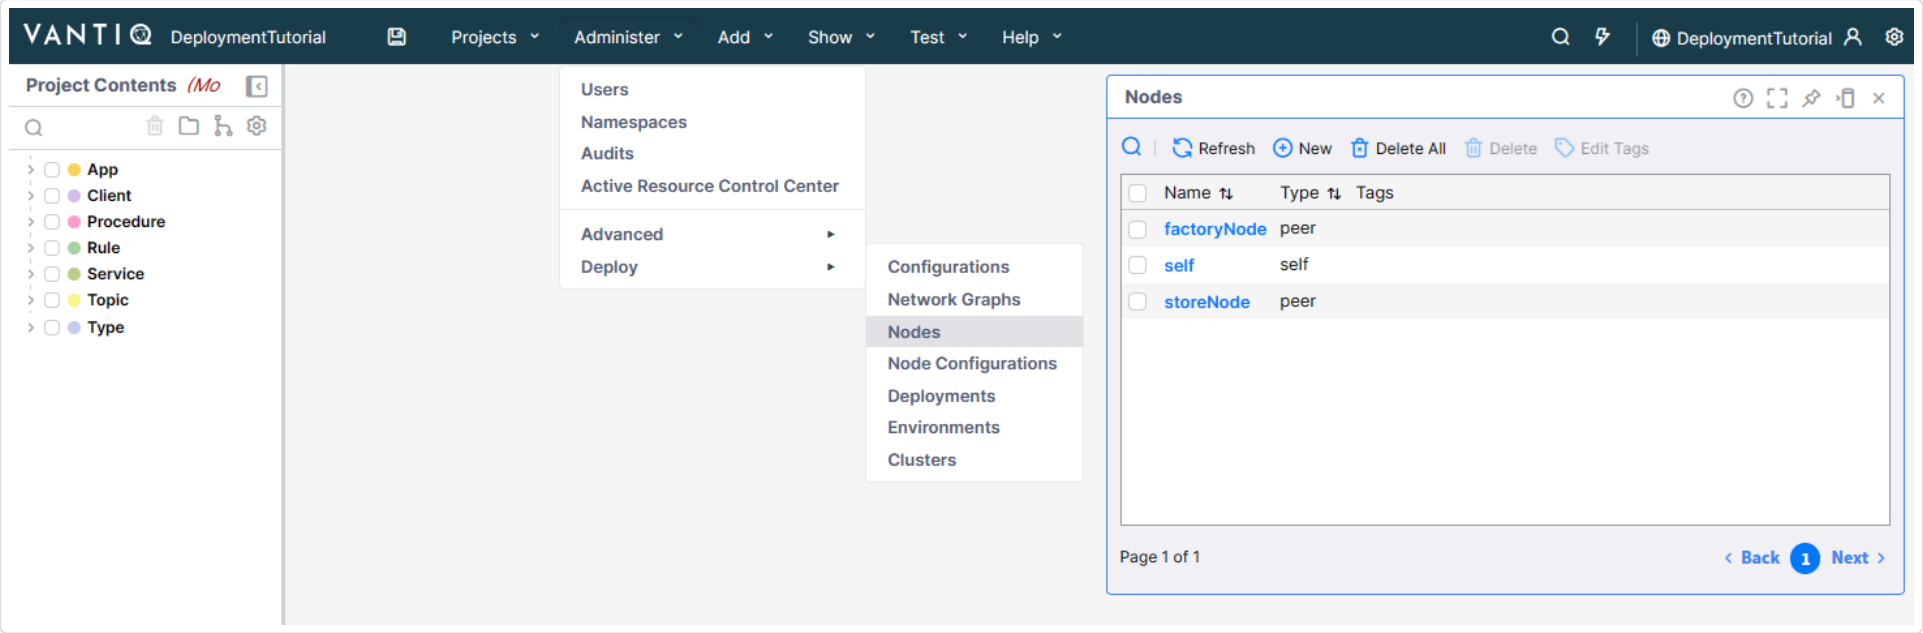 VANTIQ DeploymentTutorial Projects Administer Add Show Test Help DeploymentTutorial
Project Contents (Mo
App
Client
Procedure
Rule
Service
Topic
Type
Users
Namespaces
Audits
Active Resource Control Center
Advanced
Deploy
Configurations
Network Graphs
Nodes
Node Configurations
Deployments
Environments
Clusters
Nodes
Refresh New Delete All Delete Edit Tags
Name Type Tags
factoryNode peer
self self
storeNode peer
Page 1 of 1 Back 1 Next